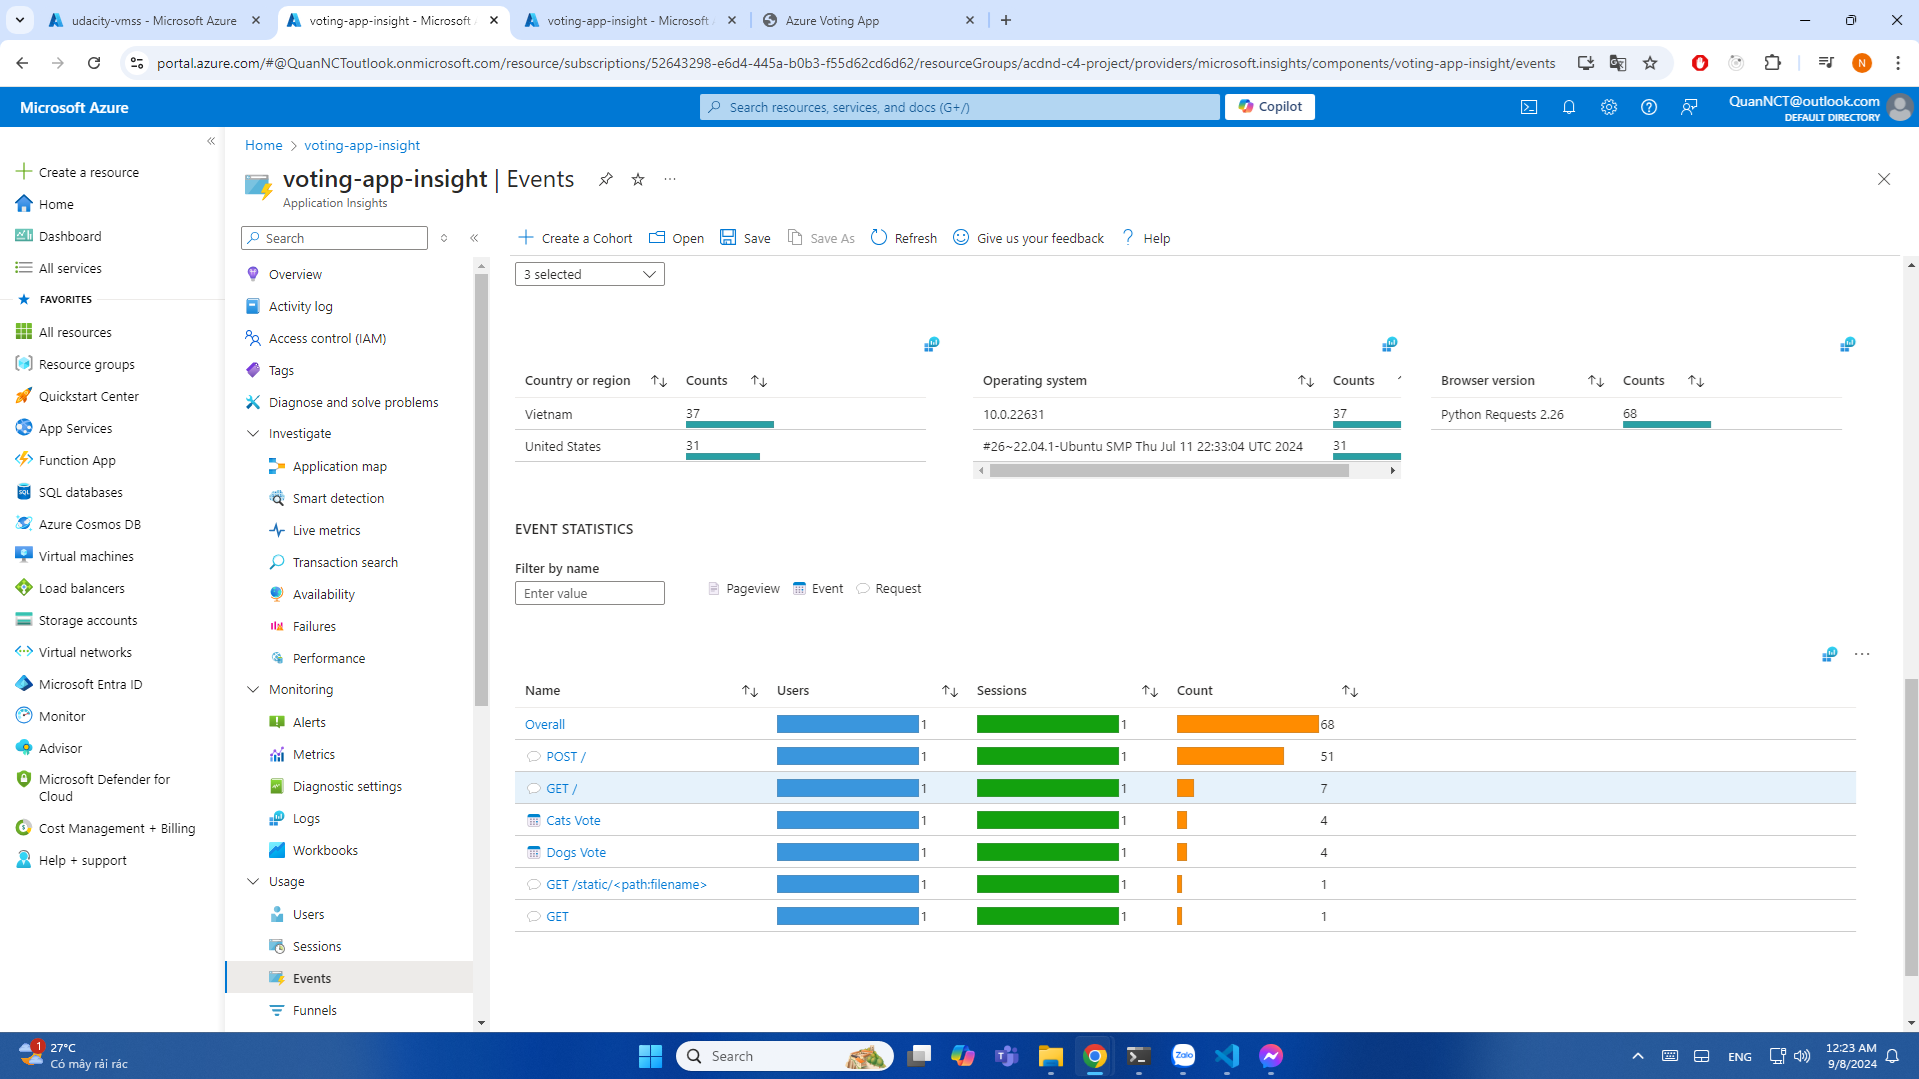 udacity-vmss - Microsoft Azure
voting-app-insight - Microsoft A
voting-app-insight - Microsoft A
Azure Voting App
portal.azure.com/#@QuanNCToutlook.onmicrosoft.com/resource/subscriptions/52643298-e6d4-445a-b0b3-f55d62cd6d62/resourceGroups/acdnd-c4-project/providers/microsoft.insights/components/voting-app-insight/events
N
Microsoft Azure
Search resources, services, and docs (G+/)
Copilot
QuanNCT@outlook.com
DEFAULT DIRECTORY
Create a resource
Home
Dashboard
All services
FAVORITES
All resources
Resource groups
Quickstart Center
App Services
Function App
SQL databases
Azure Cosmos DB
Virtual machines
Load balancers
Storage accounts
Virtual networks
Microsoft Entra ID
Monitor
Advisor
Microsoft Defender for
Cloud
Cost Management + Billing
Help + support
Home > voting-app-insight
voting-app-insight | Events
Application Insights
Search
Overview
Activity log
Access control (IAM)
Tags
Diagnose and solve problems
Investigate
Application map
Smart detection
Live metrics
Transaction search
Availability
Failures
Performance
Monitoring
Alerts
Metrics
Diagnostic settings
Logs
Workbooks
Usage
Users
Sessions
Events
Funnels
Create a Cohort
Open
Save
Save As
Refresh
Give us your feedback
Help
3 selected
Country or region Counts
Vietnam 37
United States 31
Operating system Counts
10.0.22631 37
#26~22.04.1-Ubuntu SMP Thu Jul 11 22:33:04 UTC 2024 31
Browser version Counts
Python Requests 2.26 68
EVENT STATISTICS
Filter by name
Enter value
Pageview Event Request
Name Users Sessions Count
Overall 1 1 68
POST / 1 1 51
GET / 1 1 7
Cats Vote 1 1 4
Dogs Vote 1 1 4
GET /static/<path:filename> 1 1 1
GET 1 1 1
1
27°C
Có mây rải rác
Search
Zalo
ENG
12:23 AM
9/8/2024